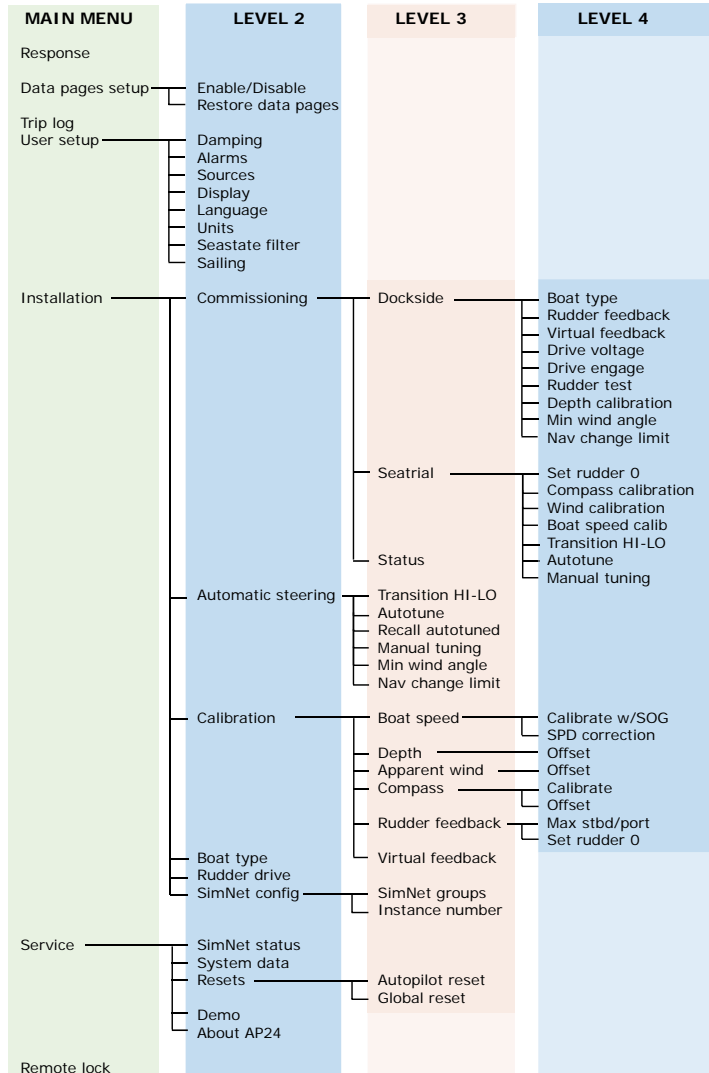 MAIN MENU LEVEL 2 LEVEL 3 LEVEL 4
Response
Data pages setup Enable/Disable
Restore data pages
Trip log
User setup Damping
Alarms
Sources
Display
Language
Units
Seastate filter
Sailing
Installation Commissioning Dockside Boat type
Rudder feedback
Virtual feedback
Drive voltage
Drive engage
Rudder test
Depth calibration
Min wind angle
Nav change limit
Seatrial Set rudder 0
Compass calibration
Wind calibration
Boat speed calib
Transition HI-LO
Status Autotune
Manual tuning
Automatic steering Transition HI-LO
Autotune
Recall autotuned
Manual tuning
Min wind angle
Nav change limit
Calibration Boat speed Calibrate w/SOG
SPD correction
Depth Offset
Apparent wind Offset
Compass Calibrate
Offset
Rudder feedback Max stbd/port
Set rudder 0
Boat type Virtual feedback
Rudder drive
SimNet config SimNet groups
Instance number
Service SimNet status
System data
Resets Autopilot reset
Global reset
Demo
About AP24
Remote lock